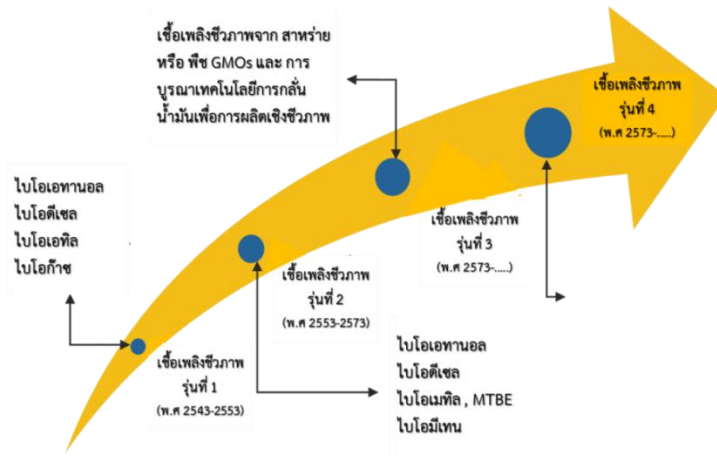 เชื้อเพลิงชีวภาพจาก สาหร่าย
หรือ พืช GMOs และ การ
บูรณาเทคโนโลยีการกลั่น
น้ำมันเพื่อการผลิตเชิงชีวภาพ
เชื้อเพลิงชีวภาพ
รุ่นที่ 4
(พ.ศ 2573-.....)
ไบโอเอทานอล
ไบโอดีเซล
ไบโอเอทิล
ไบโอก๊าซ
เชื้อเพลิงชีวภาพ
รุ่นที่ 3
(พ.ศ 2573-.....)
เชื้อเพลิงชีวภาพ
รุ่นที่ 2
(พ.ศ 2553-2573)
เชื้อเพลิงชีวภาพ
รุ่นที่ 1
(พ.ศ 2543-2553)
ไบโอเอทานอล
ไบโอดีเซล
ไบโอเมทิล , MTBE
ไบโอมีเทน